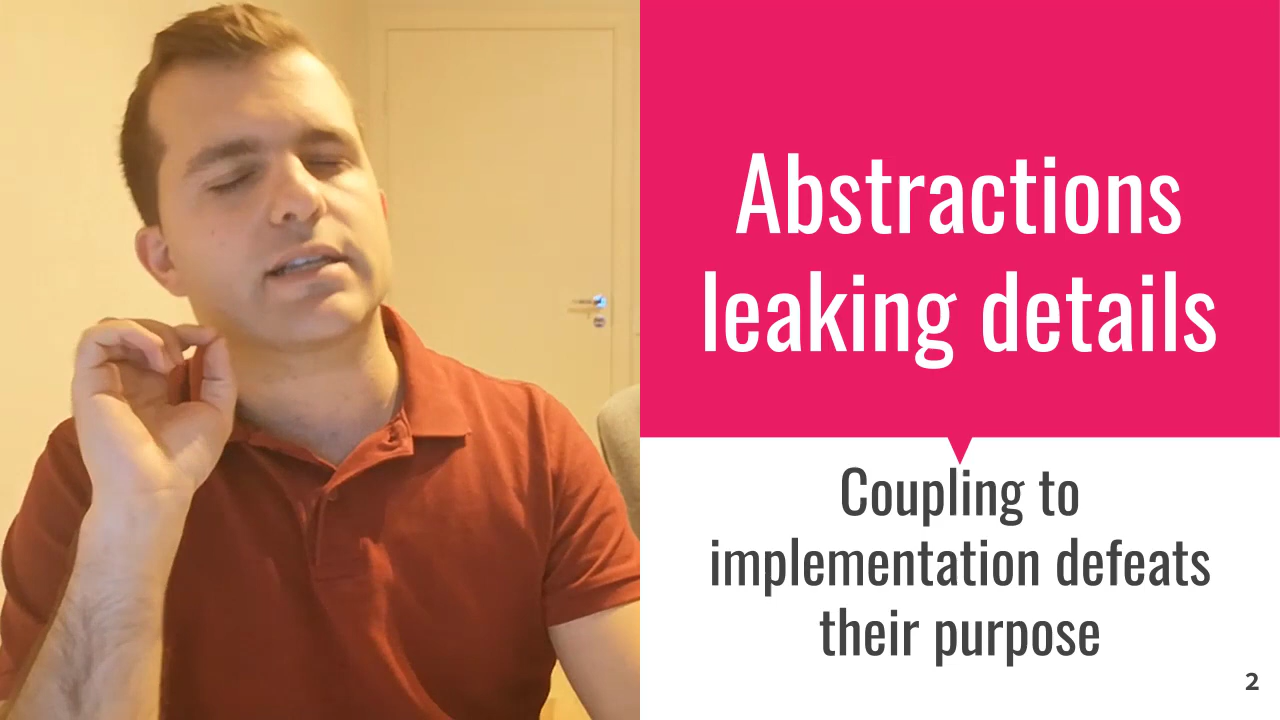 Abstractions
leaking details
Coupling to
implementation defeats
their purpose
2